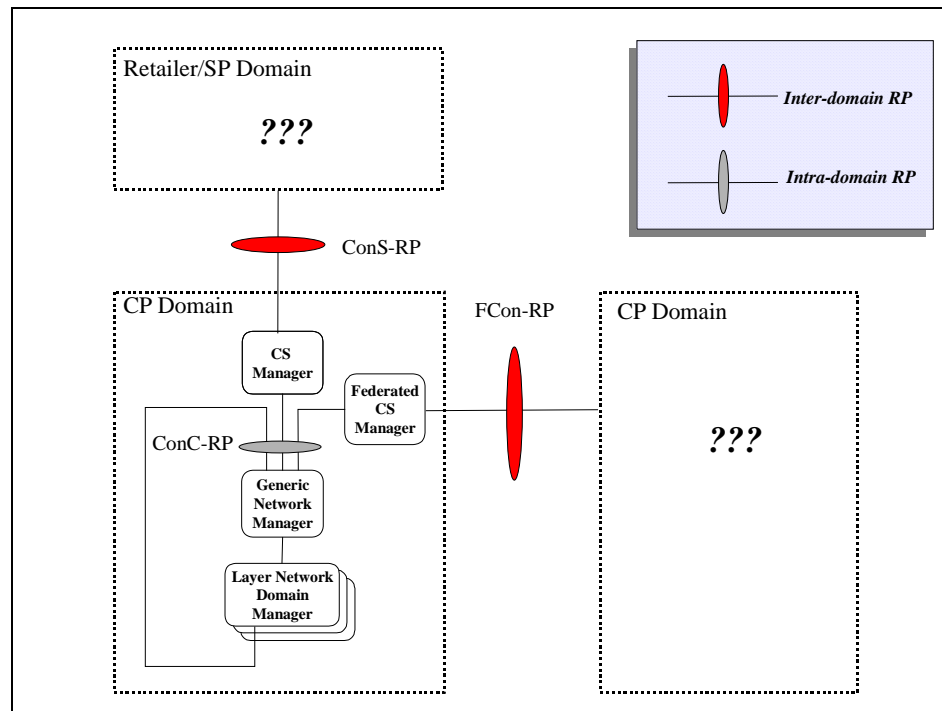 Retailer/SP Domain
???
Inter-domain RP
Intra-domain RP
ConS-RP
CP Domain
CS
Manager
Federated
CS
Manager
ConC-RP
Generic
Network
Manager
Layer Network
Domain
Manager
FCon-RP
CP Domain
???